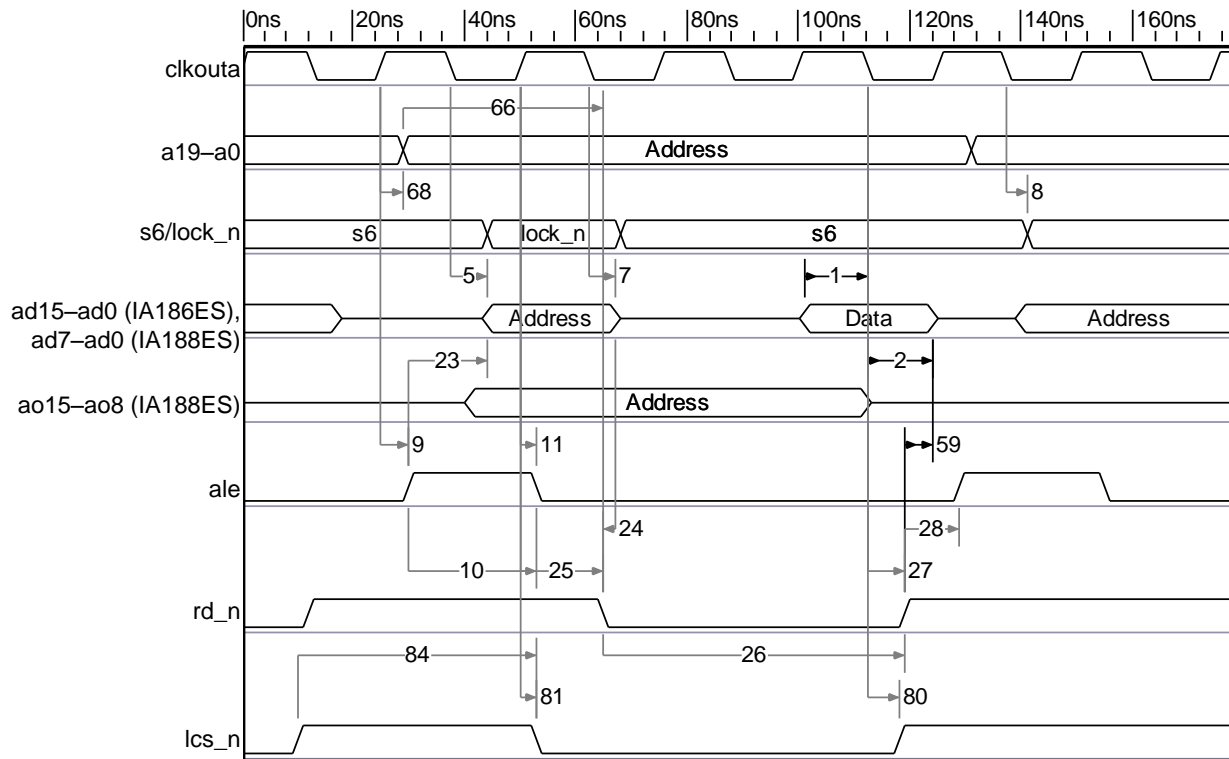 0ns 20ns 40ns 60ns 80ns 100ns 120ns 140ns 160ns
clkouta
66
a19–a0 Address
68 8
s6/lock_n s6 lock_n s6
5 7 1
ad15–ad0 (IA186ES), Address Data Address
ad7–ad0 (IA188ES)
23 2
ao15–ao8 (IA188ES) Address
9 11 59
ale
24 28
10 25 27
rd_n
84 26
81 80
lcs_n